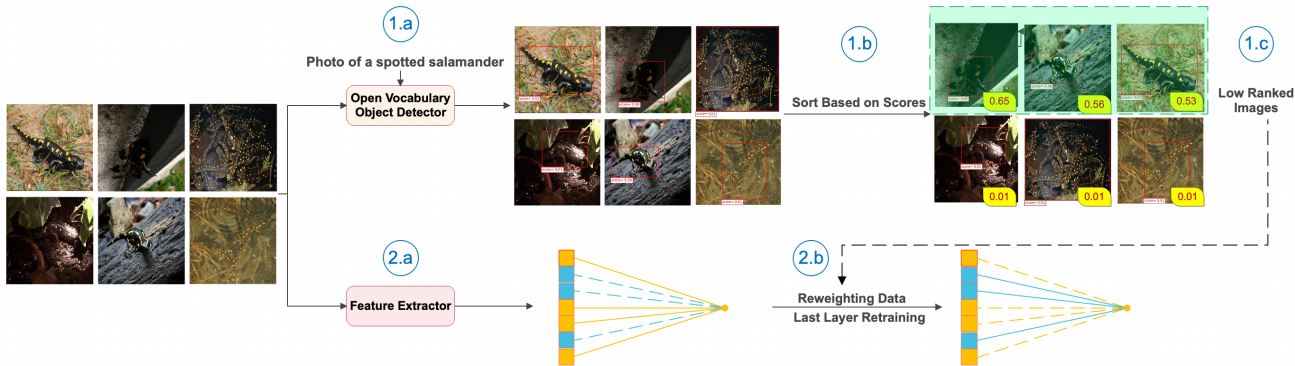 1.a
1.b
1.c
Photo of a spotted salamander
Open Vocabulary
Object Detector
Sort Based on Scores
Low Ranked
Images
0.65
0.56
0.53
0.01
0.01
0.01
2.a
2.b
Feature Extractor
Reweighting Data
Last Layer Retraining